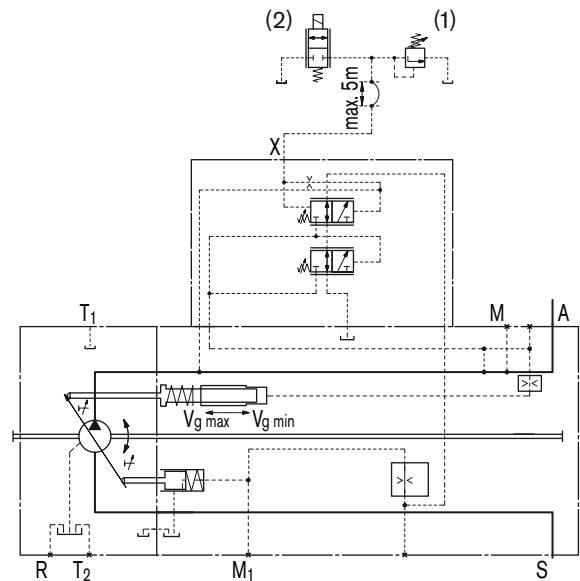 (2) (1)
max. 5m
X
T1 M A
Vg max Vg min
R T2 M1 S